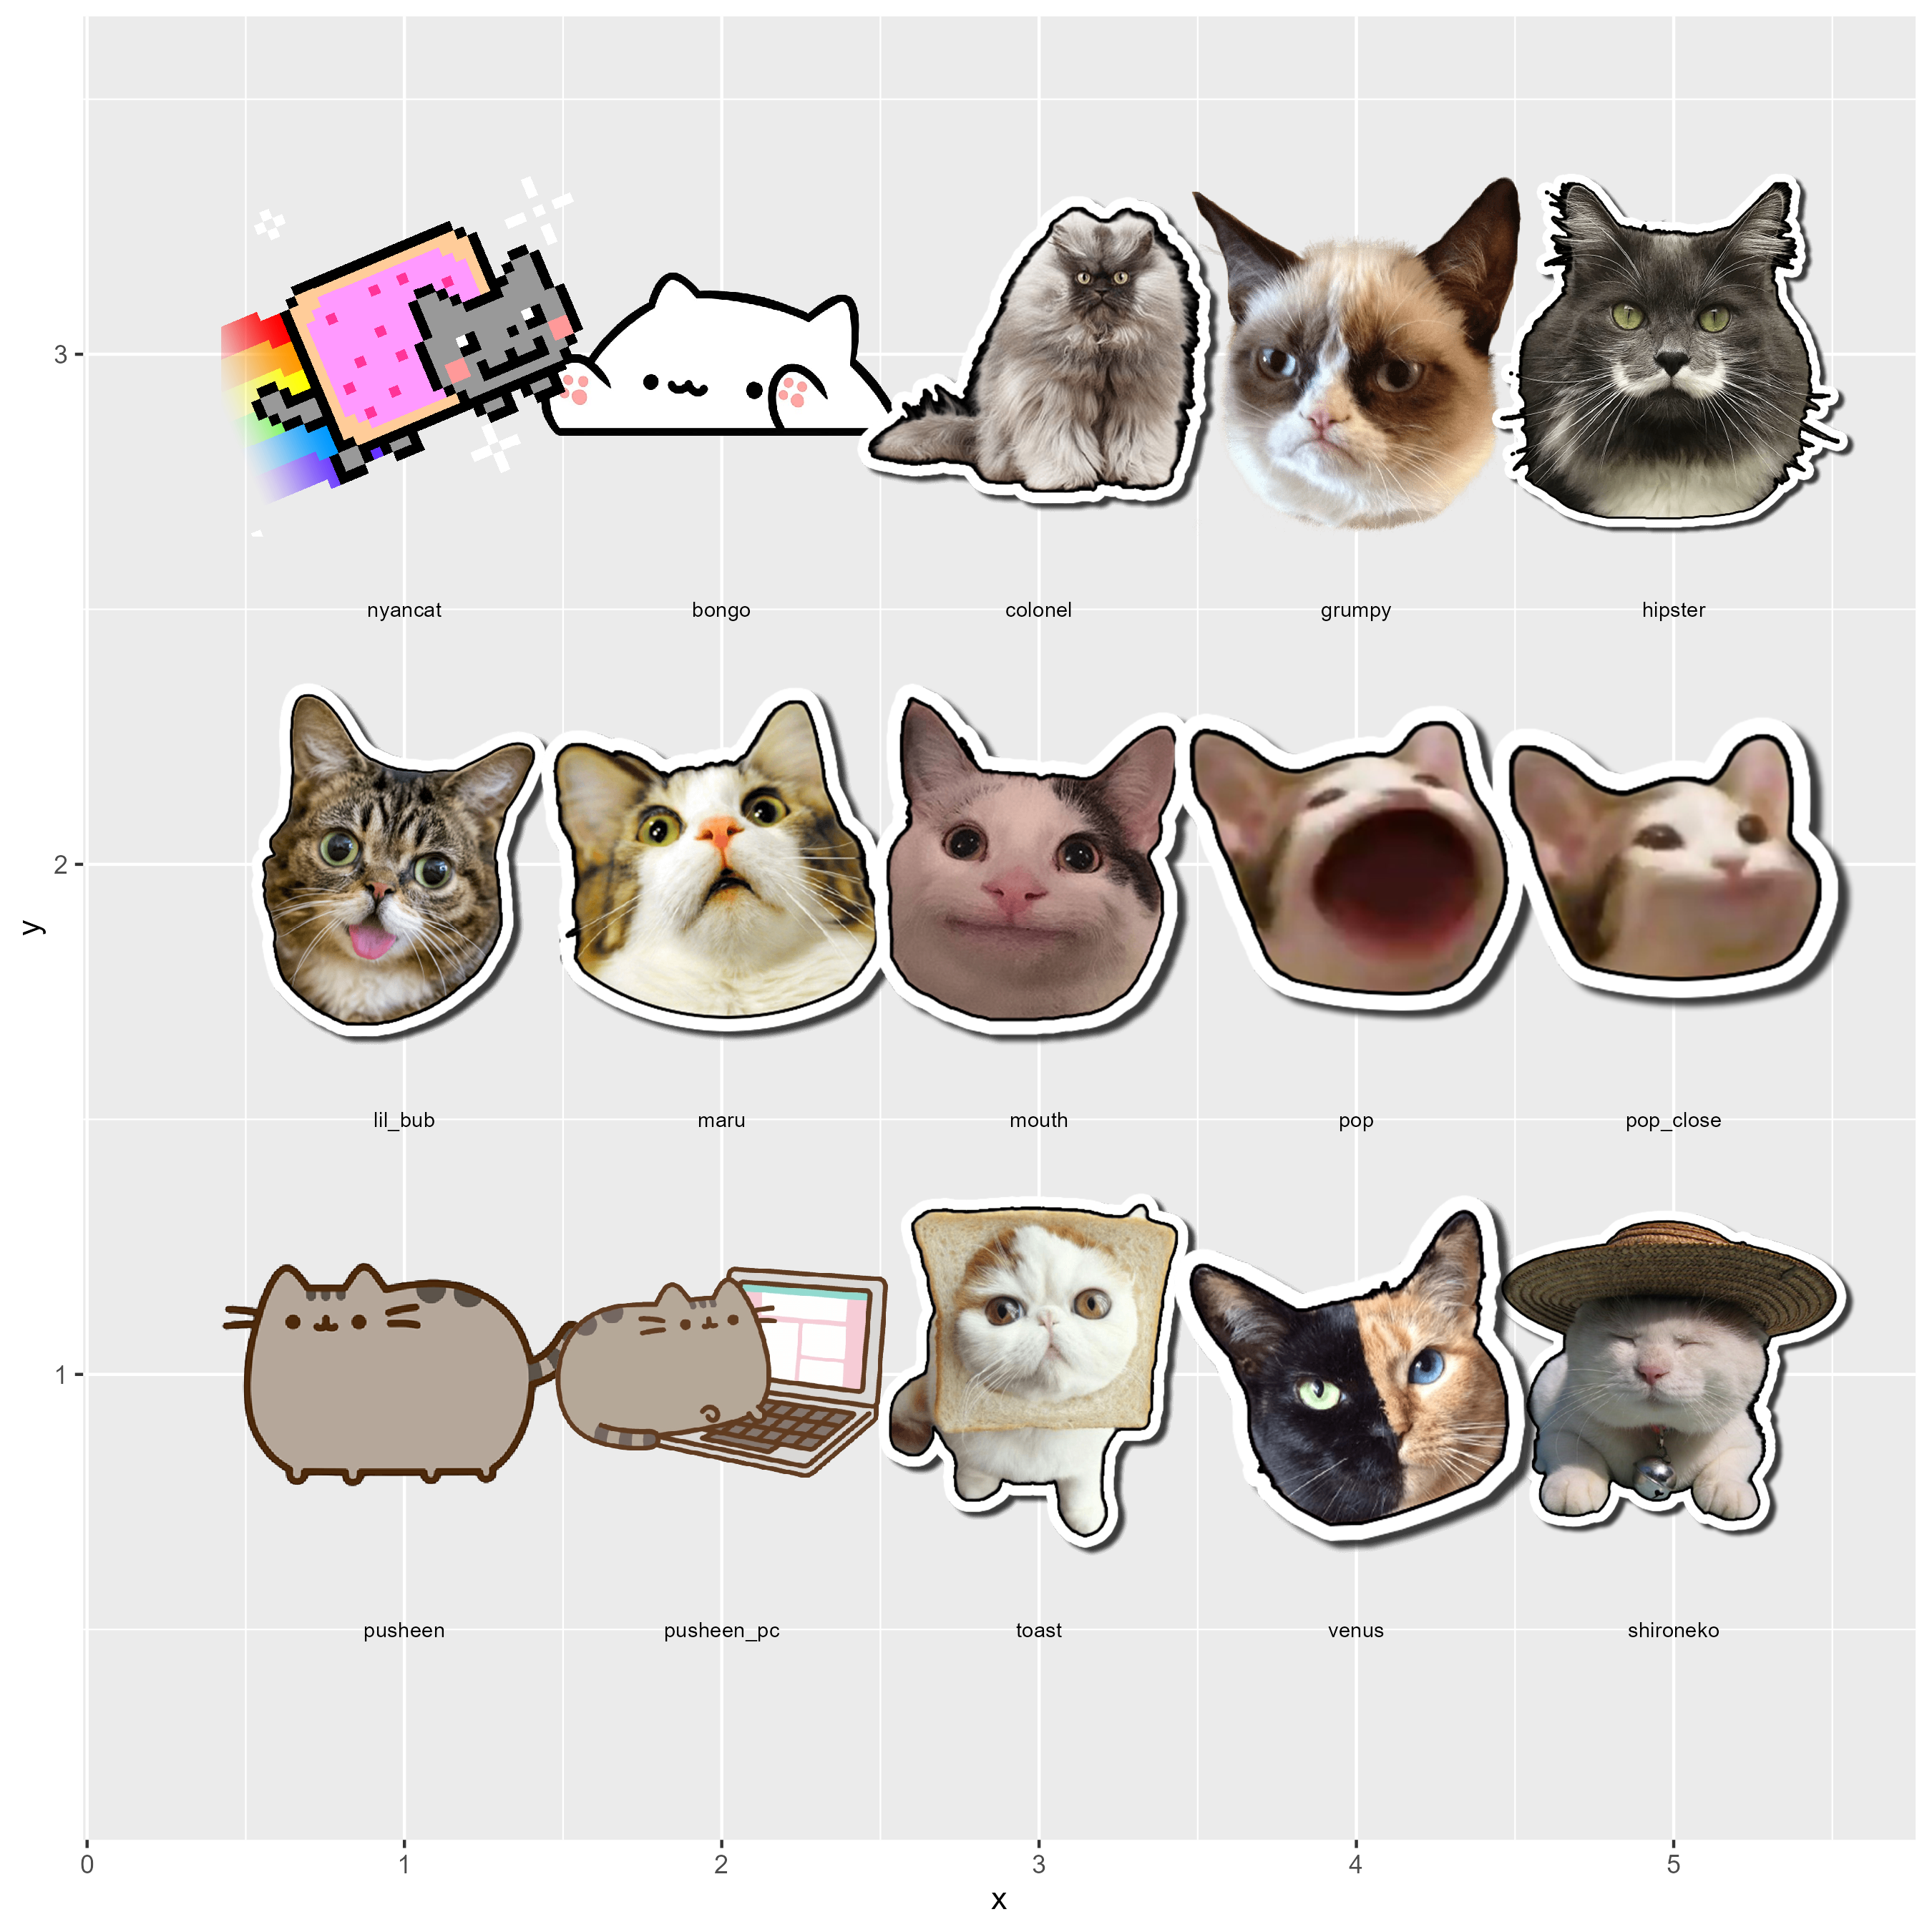 3
nyancat bongo colonel grumpy hipster
2
y
lil_bub maru mouth pop pop_close
1
pusheen pusheen_pc toast venus shironeko
0 1 2 3 4 5
x